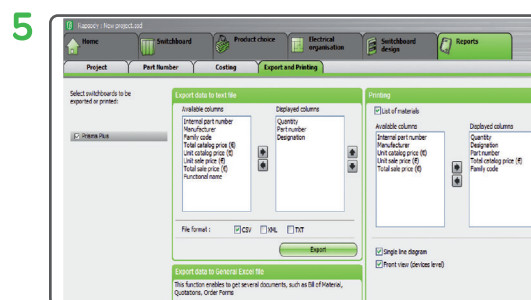 5
Rapsody : New project.ssd
Home
Switchboard
Product choice
Electrical organisation
Switchboard design
Reports
Project
Part Number
Costing
Export and Printing
Select switchboards to be exported or printed:
Prisma Plus
Export data to text file
Available columns
Internal part number
Manufacturer
Family code
Total catalog price (€)
Unit catalog price (€)
Unit sale price (€)
Total sale price (€)
Functional name
Displayed columns
Quantity
Part number
Designation
File format :
CSV
XML
TXT
Export
Export data to General Excel file
This function enables to get several documents, such as Bill of Material,
Quotations, Order Forms
Printing
List of materials
Available columns
Internal part number
Manufacturer
Unit catalog price (€)
Unit sale price (€)
Total sale price (€)
Displayed columns
Quantity
Designation
Part number
Total catalog price (€)
Family code
Single line diagram
Front view (devices level)